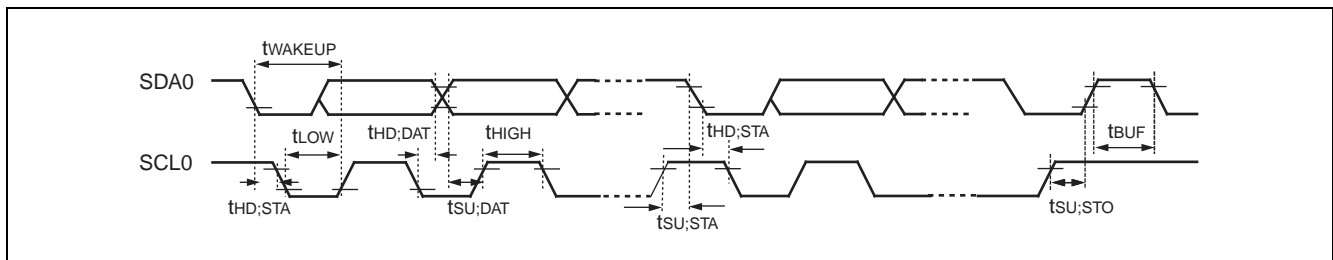 tWAKEUP
SDA0
tLOW
tHD;DAT
tHIGH
tHD;STA
tBUF
SCL0
tHD;STA
tSU;DAT
tSU;STA
tSU;STO